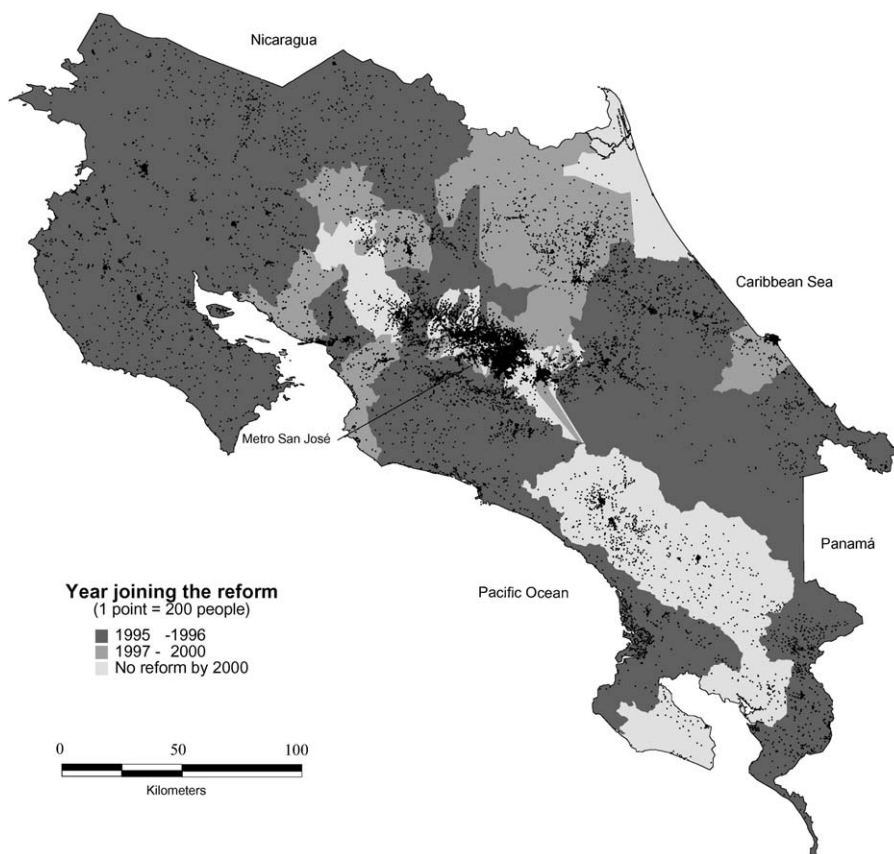 Nicaragua
Caribbean Sea
Metro San José
Panamá
Pacific Ocean
Year joining the reform
(1 point = 200 people)
1995 -1996
1997 - 2000
No reform by 2000
0 50 100
Kilometers